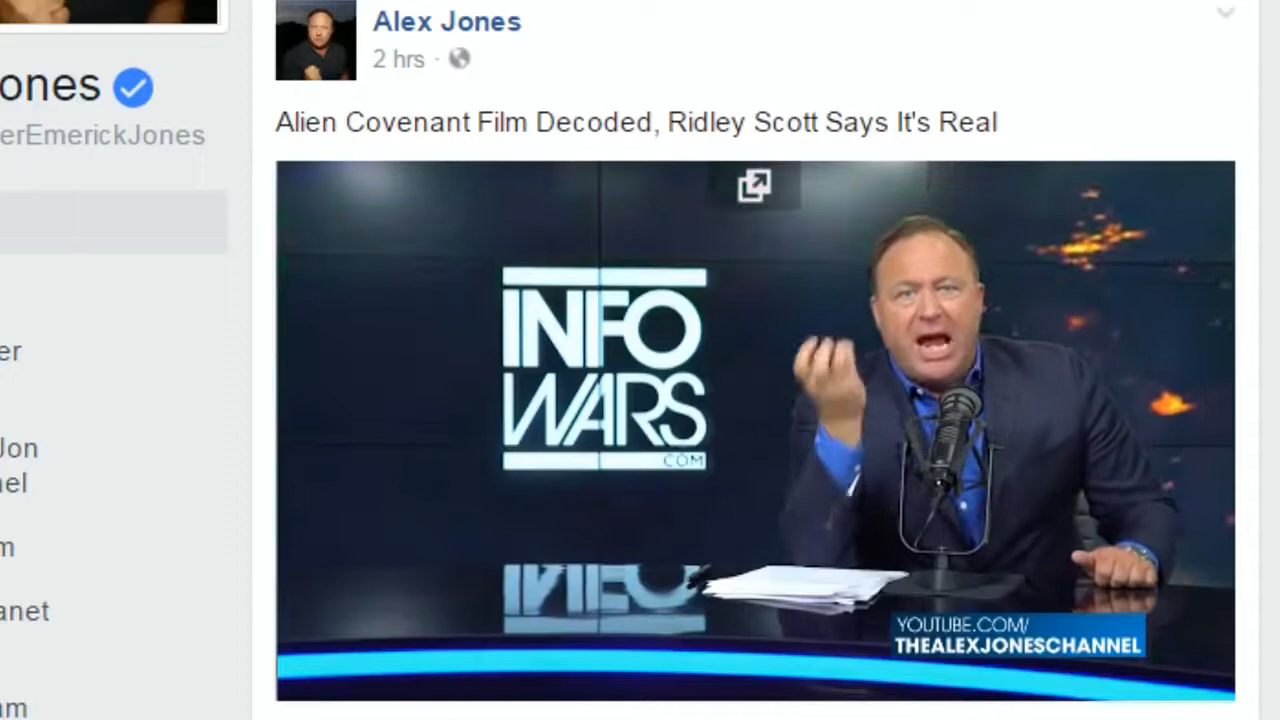 Alex Jones
2 hrs ·
ones
erEmerickJones
Alien Covenant Film Decoded, Ridley Scott Says It's Real
INFO
WARS
.COM
er
Jon
nel
m
anet
am
YOUTUBE.COM/
THEALEXJONESCHANNEL